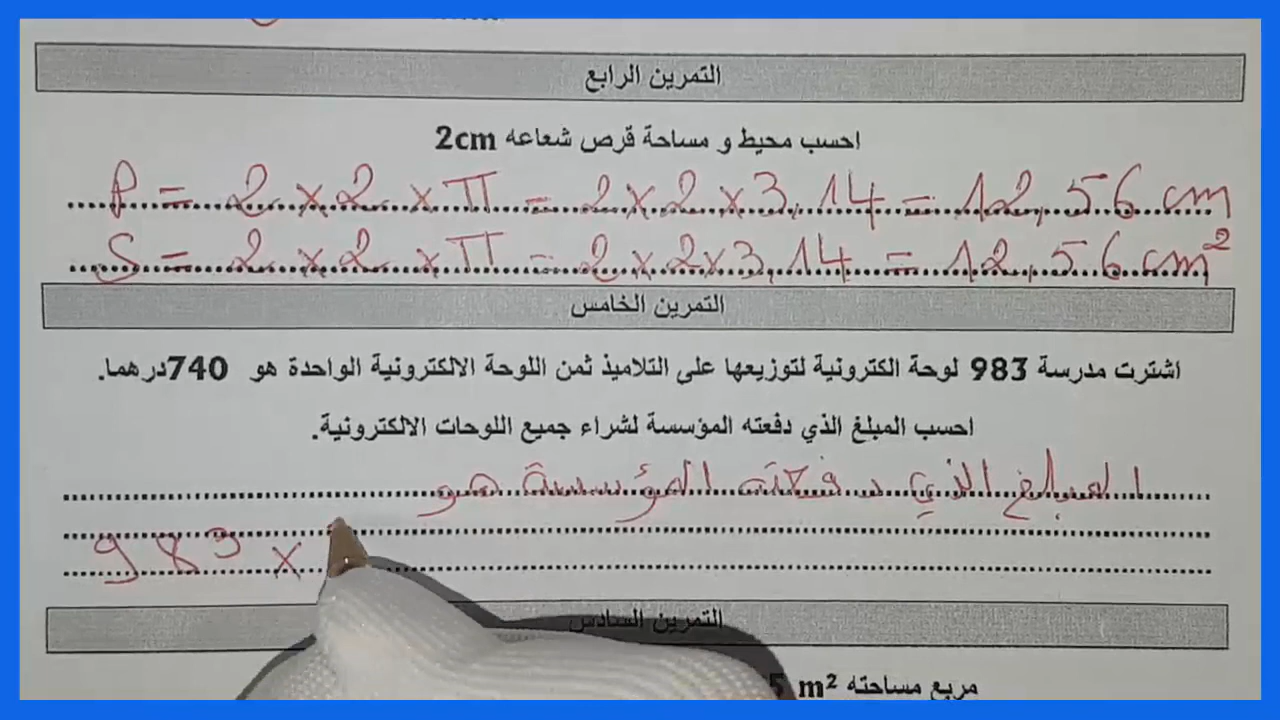 التمرين الرابع
احسب محيط و مساحة قرص شعاعه 2cm
P = 2 × 2 × π = 2 × 2 × 3,14 = 12,56 cm
S = 2 × 2 × π = 2 × 2 × 3,14 = 12,56 cm²
التمرين الخامس
اشترت مدرسة 983 لوحة الكترونية لتوزيعها على التلاميذ ثمن اللوحة الالكترونية الواحدة هو 740درهما.
احسب المبلغ الذي دفعته المؤسسة لشراء جميع اللوحات الالكترونية.
المبلغ الذي دفعته المؤسسة هو
983 ×
التمرين السادس
مربع مساحته m²